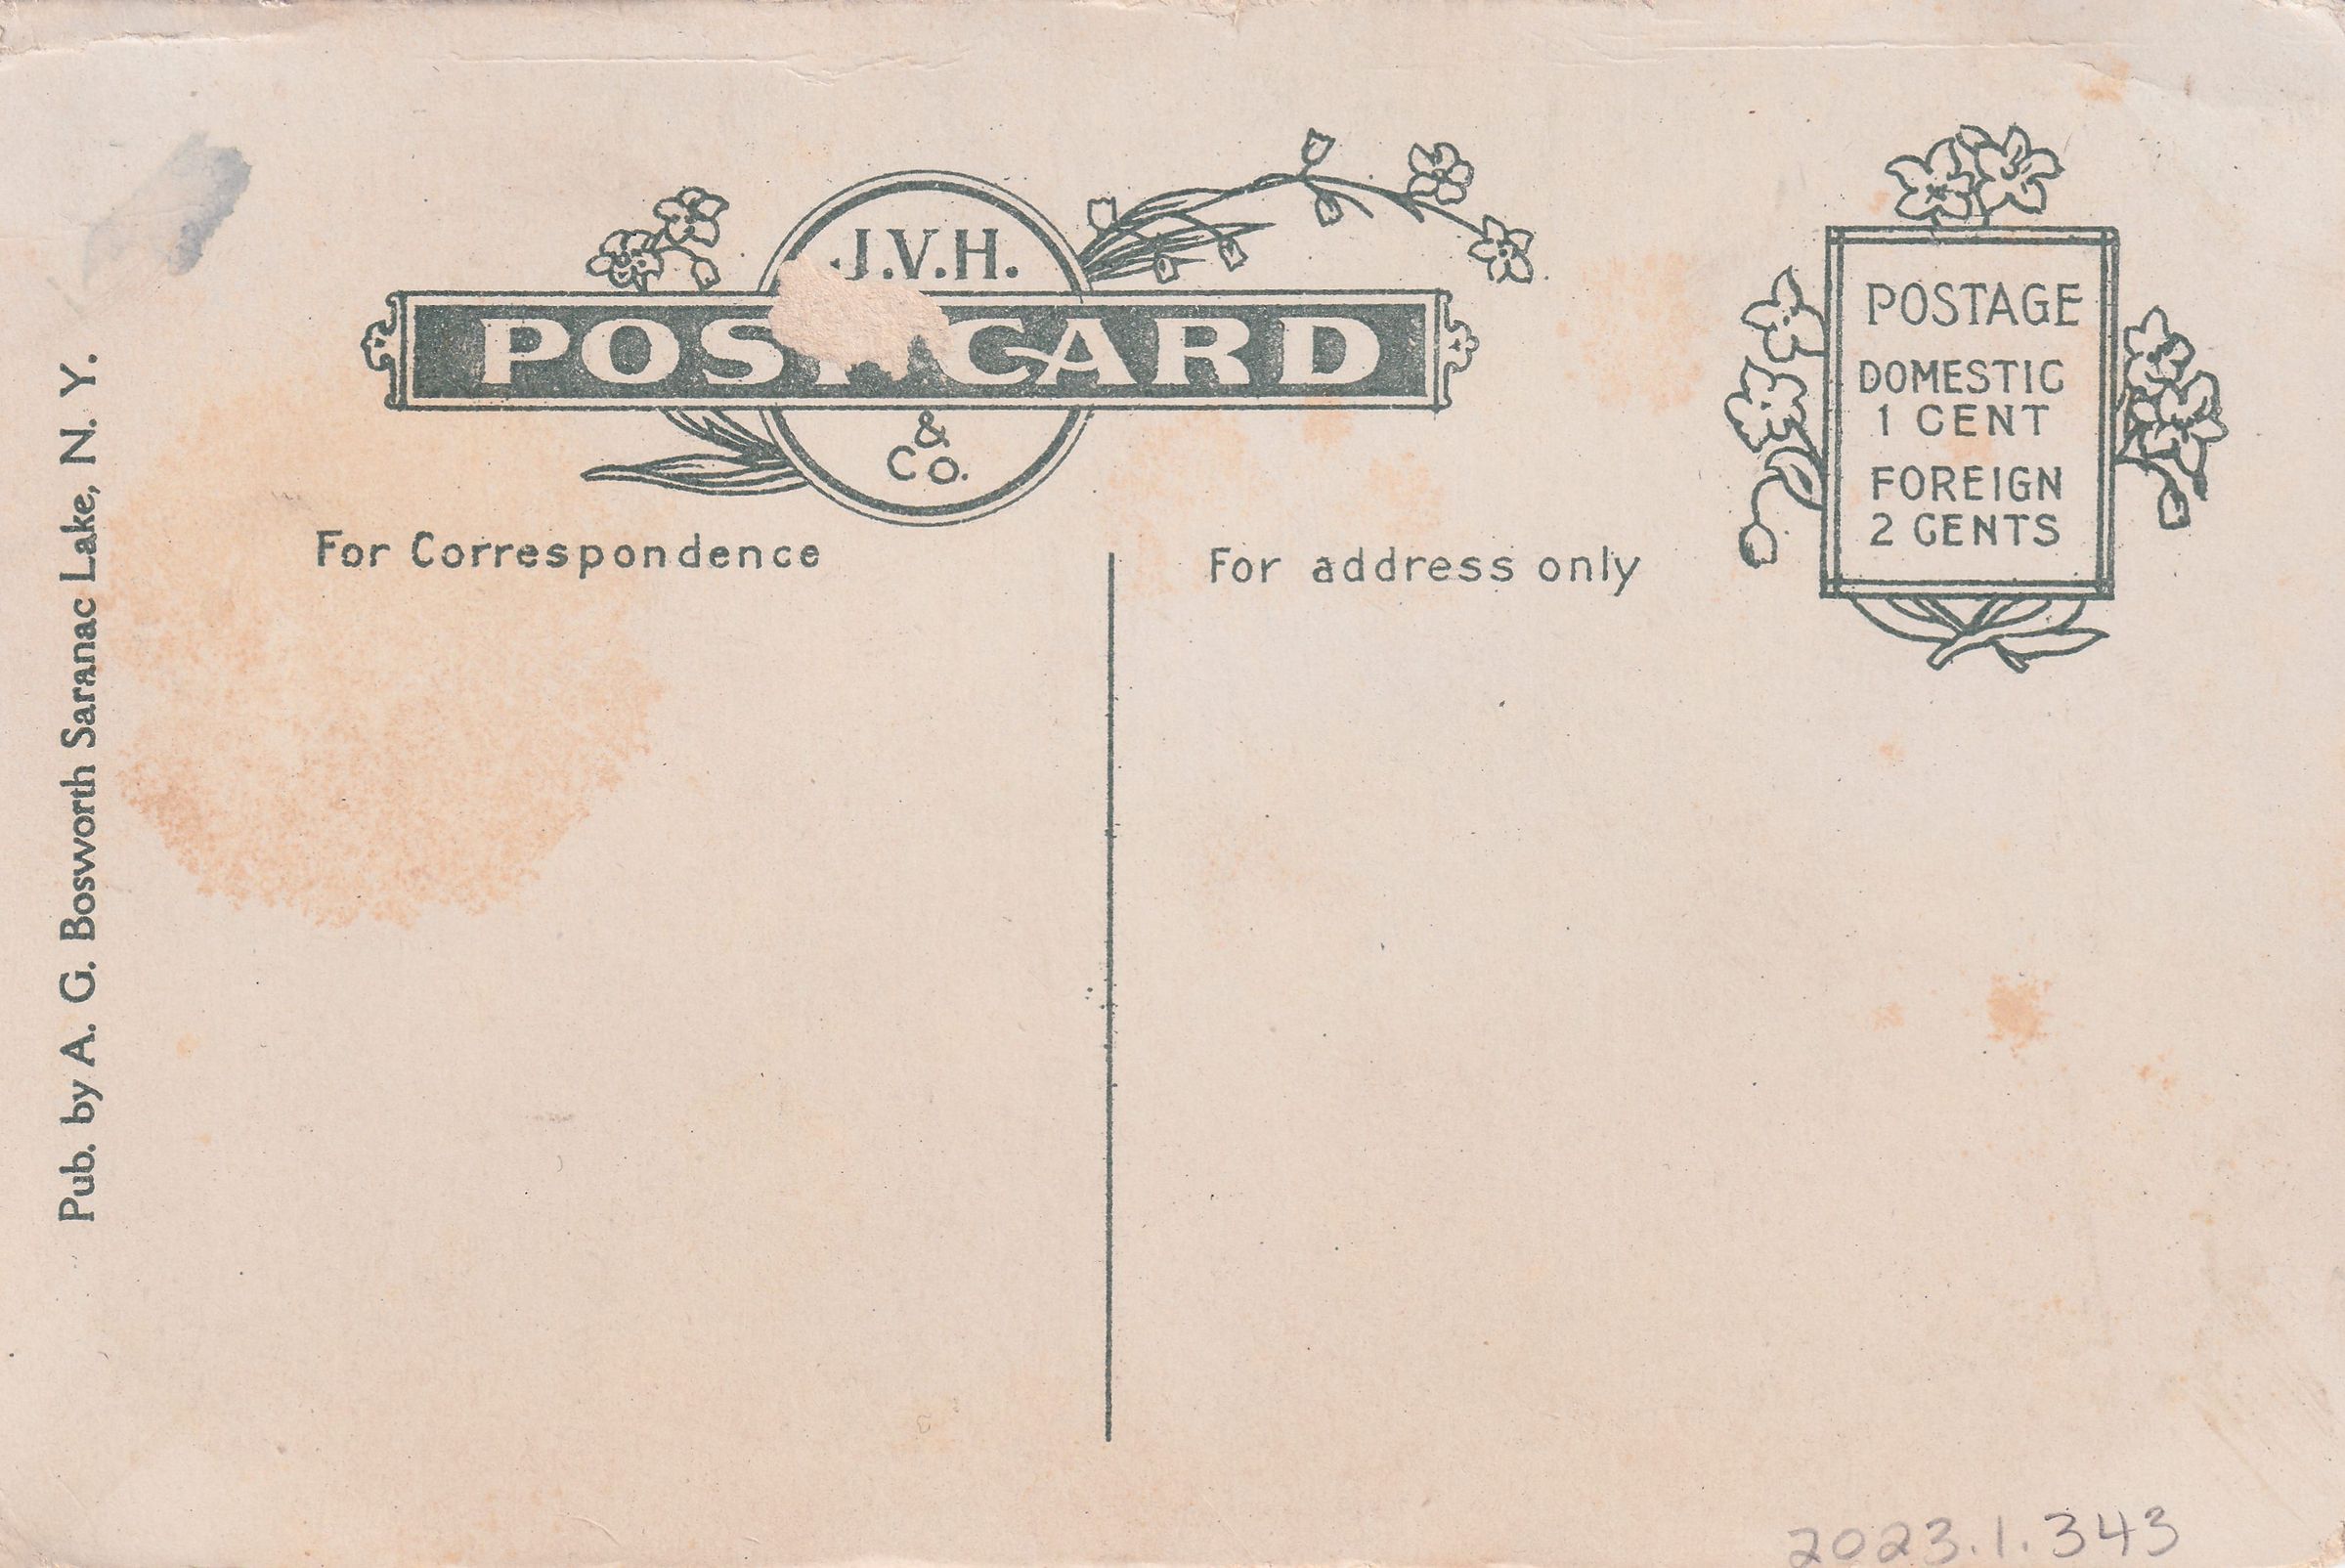 J.V.H.
POST CARD
&
Co.
For Correspondence
For address only
POSTAGE
DOMESTIC
1 CENT
FOREIGN
2 CENTS
Pub. by A. G. Bosworth Saranac Lake, N. Y.
2023.1.343